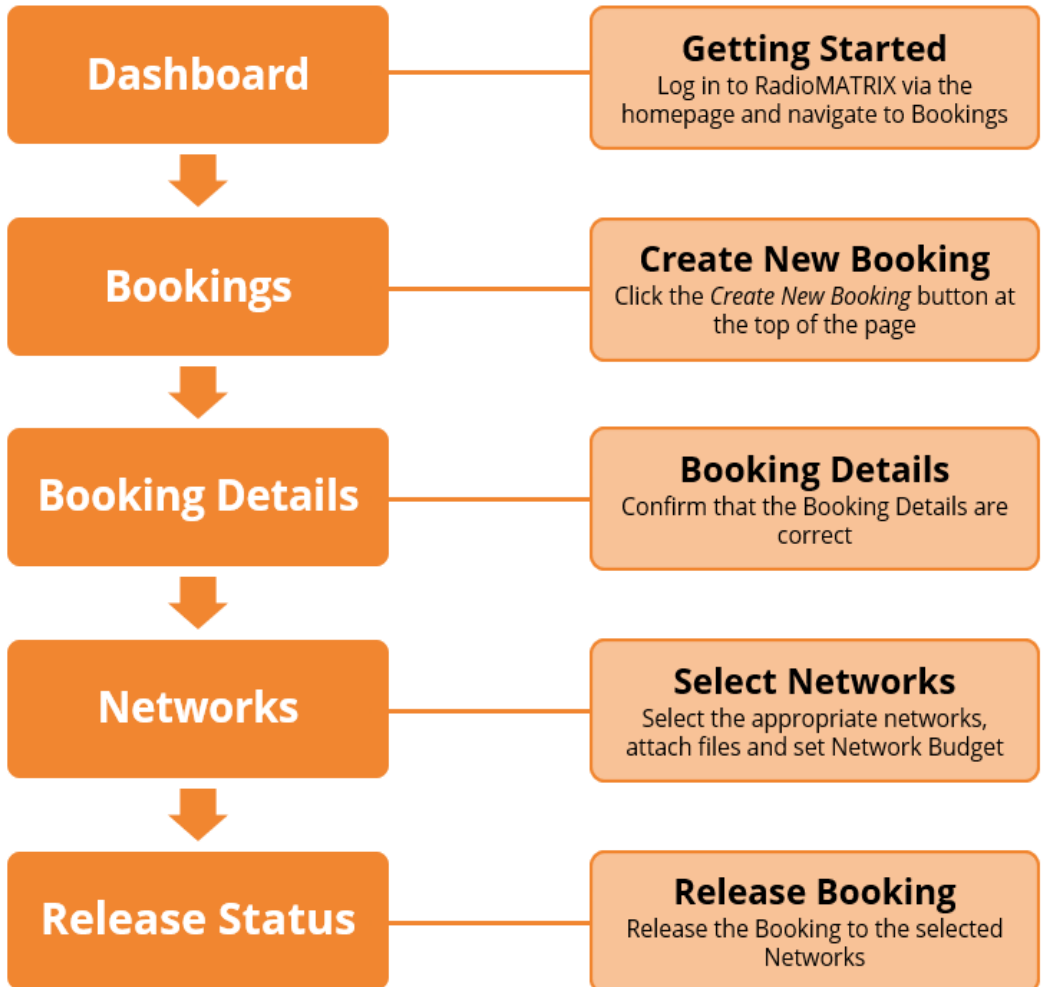 Dashboard
Getting Started
Log in to RadioMATRIX via the
homepage and navigate to Bookings
Bookings
Create New Booking
Click the Create New Booking button at
the top of the page
Booking Details
Booking Details
Confirm that the Booking Details are
correct
Networks
Select Networks
Select the appropriate networks,
attach files and set Network Budget
Release Status
Release Booking
Release the Booking to the selected
Networks